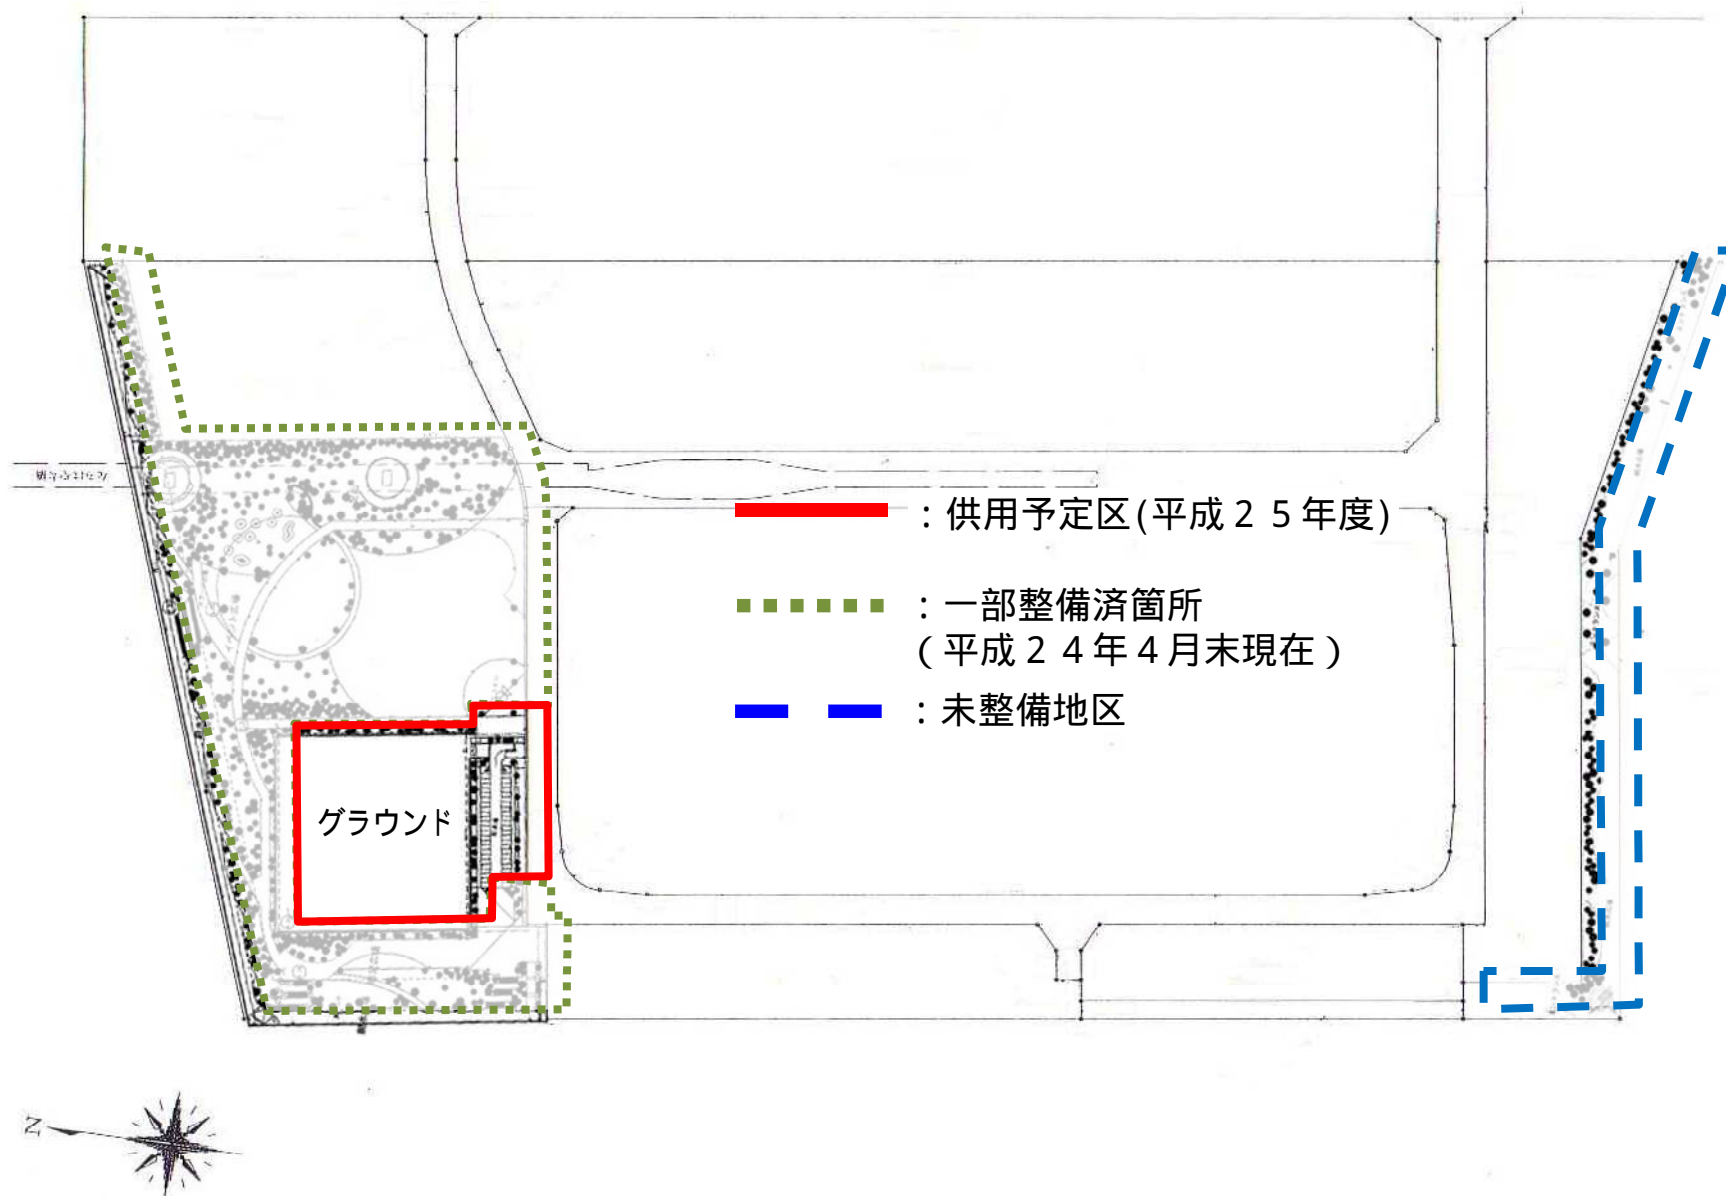 ：供用予定区(平成２５年度)
：一部整備済箇所
（平成２４年４月末現在）
：未整備地区
グラウンド
N